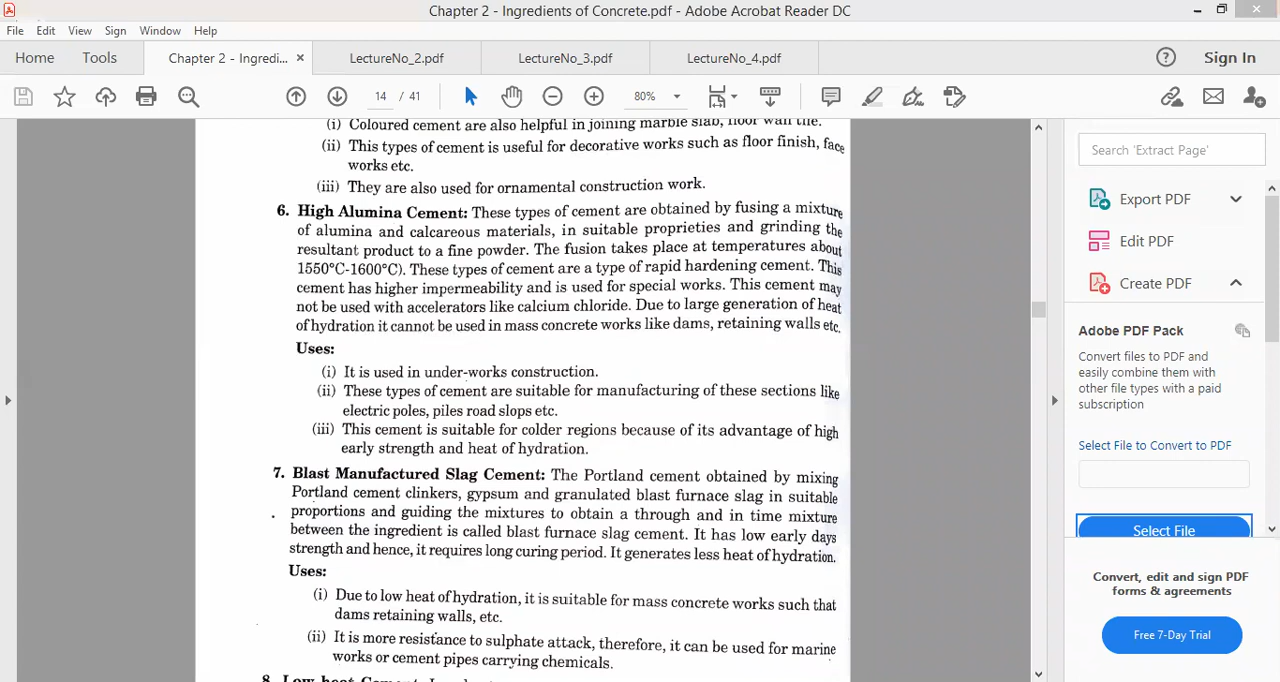 Chapter 2 - Ingredients of Concrete.pdf - Adobe Acrobat Reader DC
File Edit View Sign Window Help
Home Tools Chapter 2 - Ingredi... × LectureNo_2.pdf LectureNo_3.pdf LectureNo_4.pdf Sign In
14 / 41 80%
(i) Coloured cement are also helpful in joining marble slab, floor wall tile.
(ii) This types of cement is useful for decorative works such as floor finish, face
works etc.
(iii) They are also used for ornamental construction work.
6. High Alumina Cement: These types of cement are obtained by fusing a mixture
of alumina and calcareous materials, in suitable proprieties and grinding the
resultant product to a fine powder. The fusion takes place at temperatures about
1550°C-1600°C). These types of cement are a type of rapid hardening cement. This
cement has higher impermeability and is used for special works. This cement may
not be used with accelerators like calcium chloride. Due to large generation of heat
of hydration it cannot be used in mass concrete works like dams, retaining walls etc.
Uses:
(i) It is used in under-works construction.
(ii) These types of cement are suitable for manufacturing of these sections like
electric poles, piles road slops etc.
(iii) This cement is suitable for colder regions because of its advantage of high
early strength and heat of hydration.
7. Blast Manufactured Slag Cement: The Portland cement obtained by mixing
Portland cement clinkers, gypsum and granulated blast furnace slag in suitable
proportions and guiding the mixtures to obtain a through and in time mixture
between the ingredient is called blast furnace slag cement. It has low early days
strength and hence, it requires long curing period. It generates less heat of hydration.
Uses:
(i) Due to low heat of hydration, it is suitable for mass concrete works such that
dams retaining walls, etc.
(ii) It is more resistance to sulphate attack, therefore, it can be used for marine
works or cement pipes carrying chemicals.
8. Low heat Cement:
Search 'Extract Page'
Export PDF
Edit PDF
Create PDF
Adobe PDF Pack
Convert files to PDF and
easily combine them with
other file types with a paid
subscription
Select File to Convert to PDF
Select File
Convert, edit and sign PDF
forms & agreements
Free 7-Day Trial